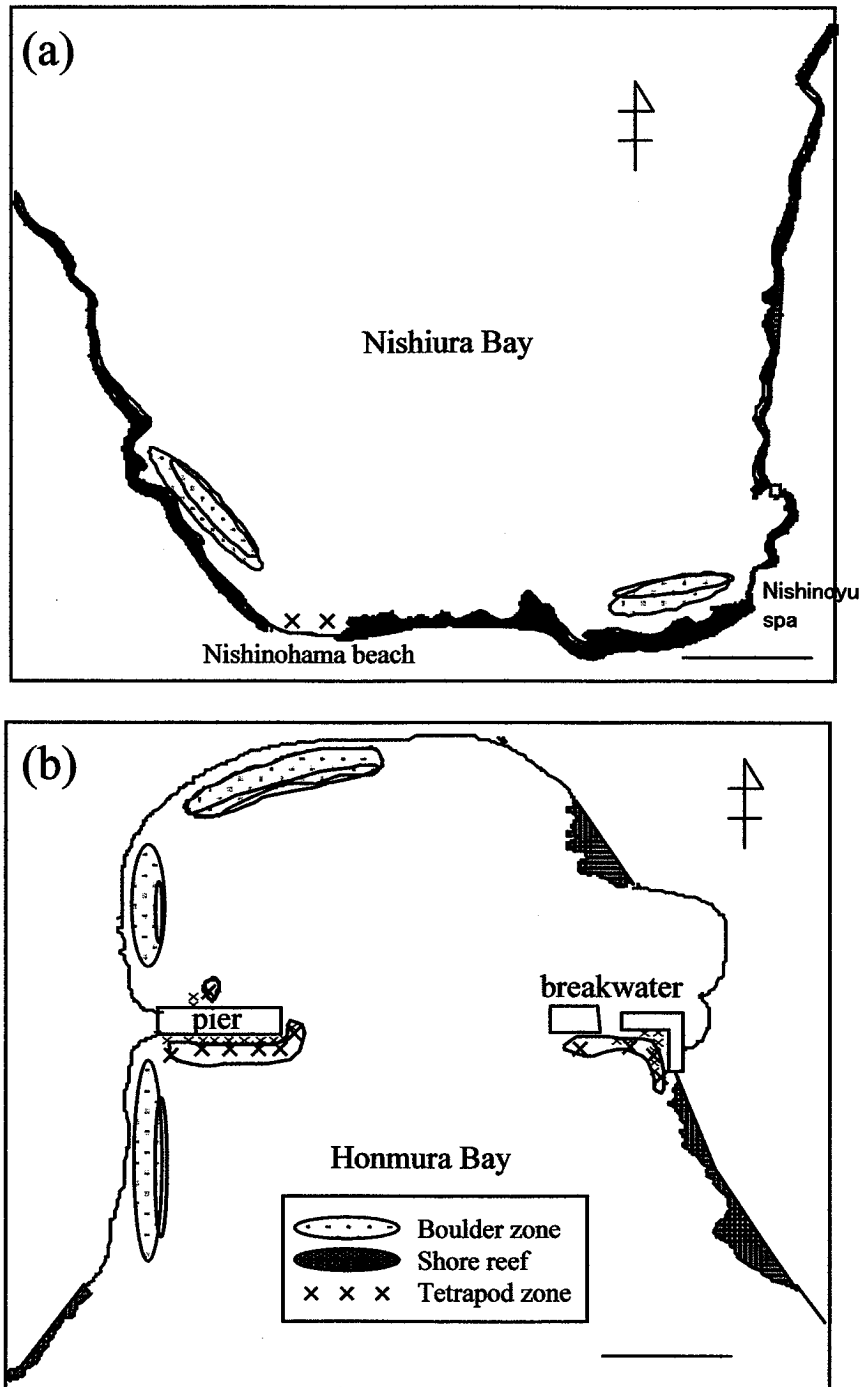 (a)
Nishiura Bay
Nishinoyu
spa
Nishinohama beach
(b)
breakwater
pier
Honmura Bay
Boulder zone
Shore reef
Tetrapod zone